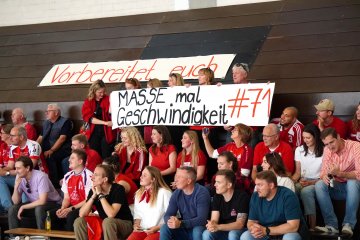 Vorbereitet euch
MASSE mal #71
Geschwindigkeit